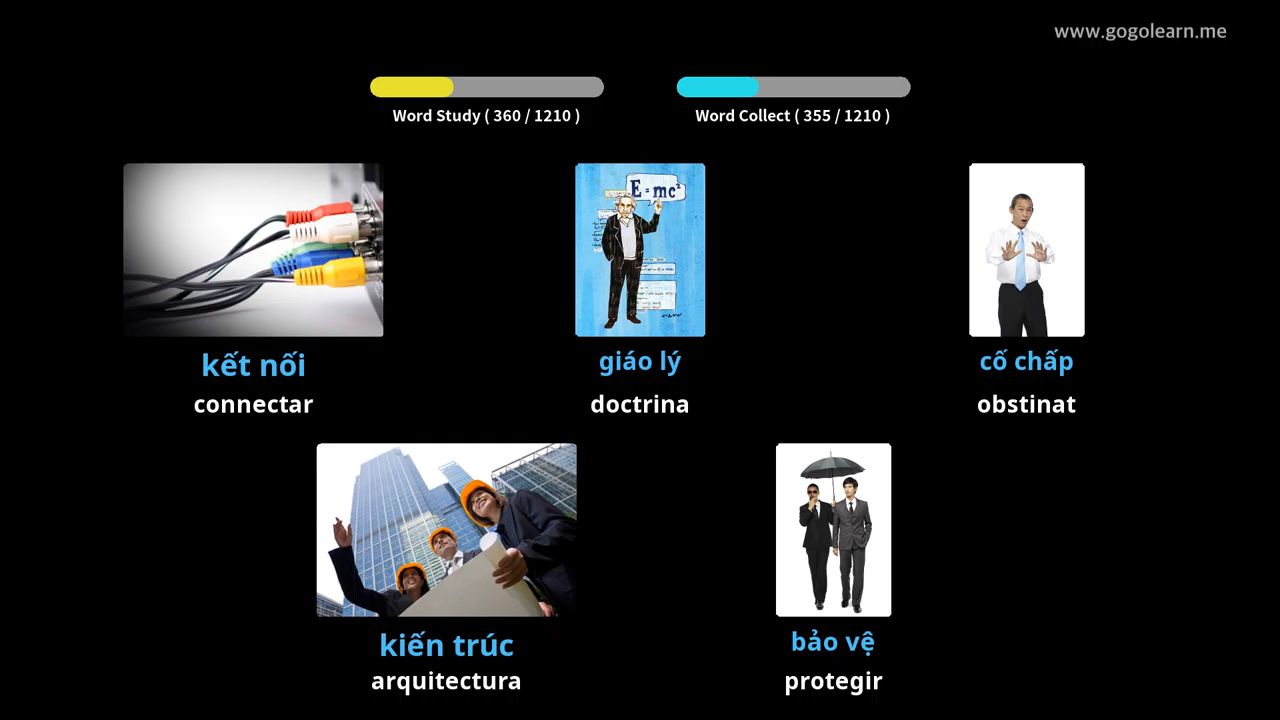 www.gogolearn.me
Word Study ( 360 / 1210 )
Word Collect ( 355 / 1210 )
E = mc²
kết nối
connectar
giáo lý
doctrina
cố chấp
obstinat
kiến trúc
arquitectura
bảo vệ
protegir